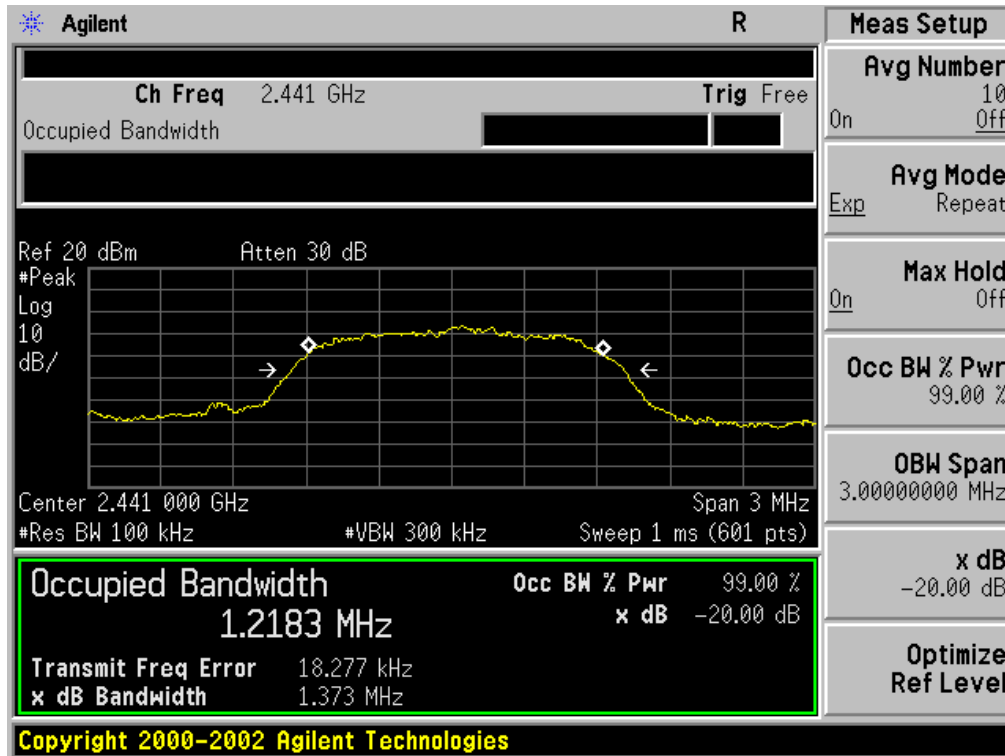 Agilent R
Ch Freq 2.441 GHz Trig Free
Occupied Bandwidth
Ref 20 dBm Atten 30 dB
#Peak
Log
10
dB/
Center 2.441 000 GHz Span 3 MHz
#Res BW 100 kHz #VBW 300 kHz Sweep 1 ms (601 pts)
Occupied Bandwidth Occ BW % Pwr 99.00 %
1.2183 MHz x dB -20.00 dB
Transmit Freq Error 18.277 kHz
x dB Bandwidth 1.373 MHz
Copyright 2000-2002 Agilent Technologies
Meas Setup
Avg Number
10
On Off
Avg Mode
Exp Repeat
Max Hold
On Off
Occ BW % Pwr
99.00 %
OBW Span
3.00000000 MHz
x dB
-20.00 dB
Optimize
Ref Level